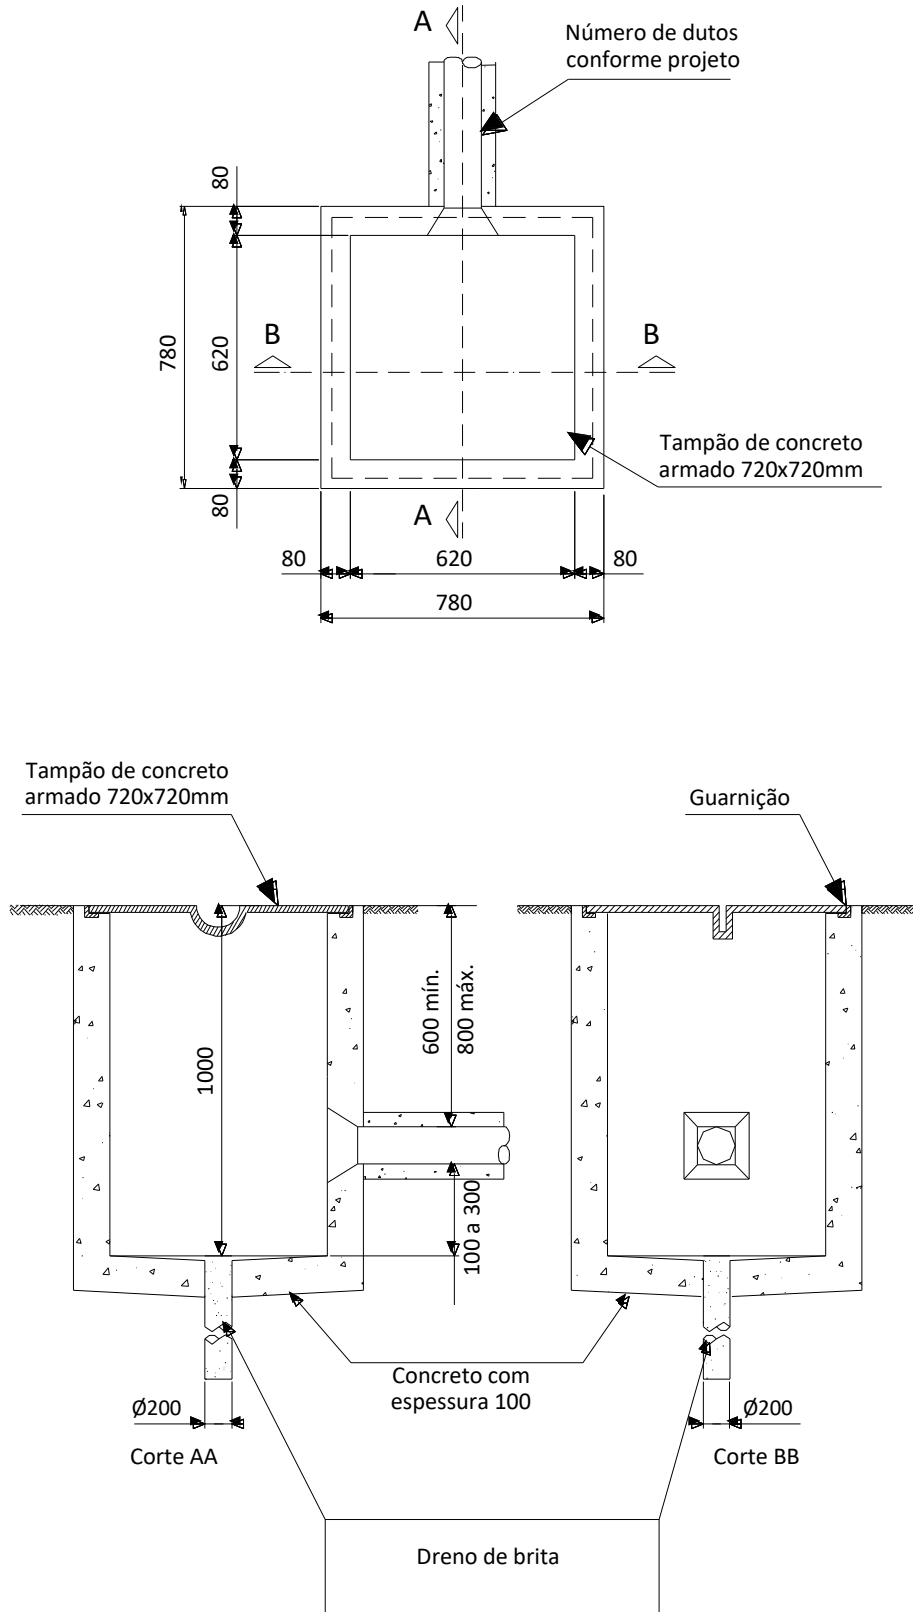 A
Número de dutos
conforme projeto
80
780
620
B
B
Tampão de concreto
armado 720x720mm
80
A
80
620
80
780
Tampão de concreto
armado 720x720mm
Guarnição
1000
600 mín.
800 máx.
100 a 300
Concreto com
espessura 100
Ø200
Ø200
Corte AA
Corte BB
Dreno de brita